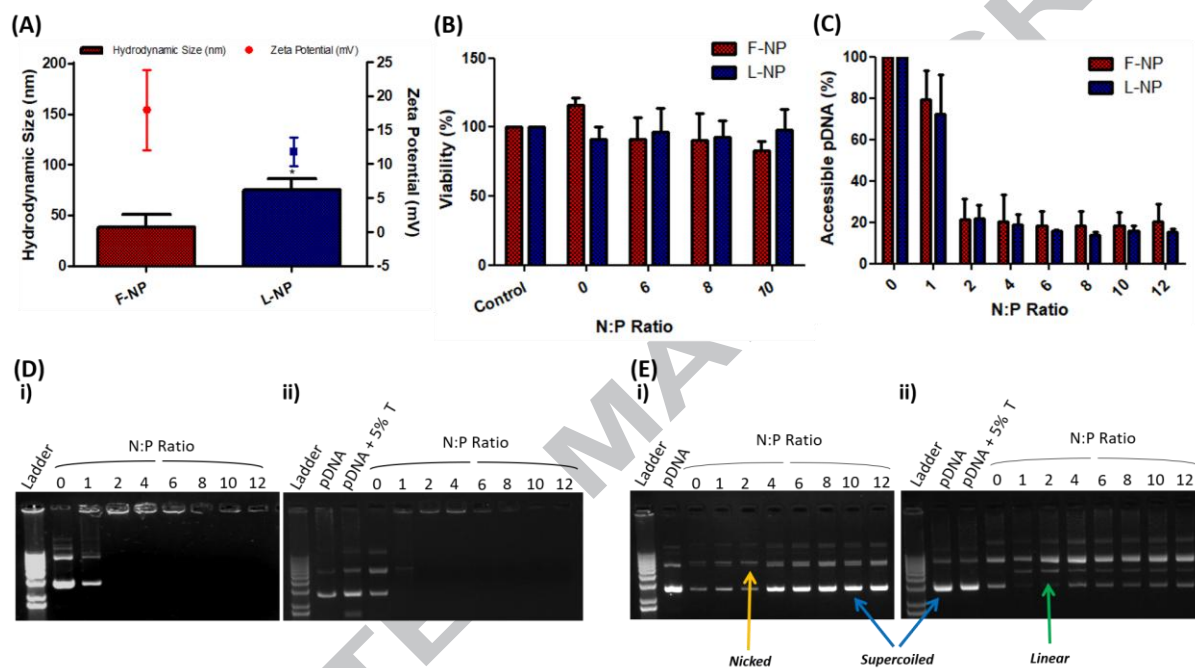 (A)
Hydrodynamic Size (nm)
Zeta Potential (mV)
Hydrodynamic Size (nm)
200
150
100
50
0
25
20
15
10
5
0
-5
Zeta Potential (mV)
*
F-NP
L-NP
(B)
F-NP
L-NP
Viability (%)
150
100
50
0
Control
0
6
8
10
N:P Ratio
(C)
F-NP
L-NP
Accessible pDNA (%)
100
80
60
40
20
0
0
1
2
4
6
8
10
12
N:P Ratio
(D)
i)
Ladder
N:P Ratio
0 1 2 4 6 8 10 12
ii)
Ladder
pDNA
pDNA + 5% T
N:P Ratio
0 1 2 4 6 8 10 12
(E)
i)
Ladder
pDNA
N:P Ratio
0 1 2 4 6 8 10 12
ii)
Ladder
pDNA
pDNA + 5% T
N:P Ratio
0 1 2 4 6 8 10 12
Nicked
Supercoiled
Linear